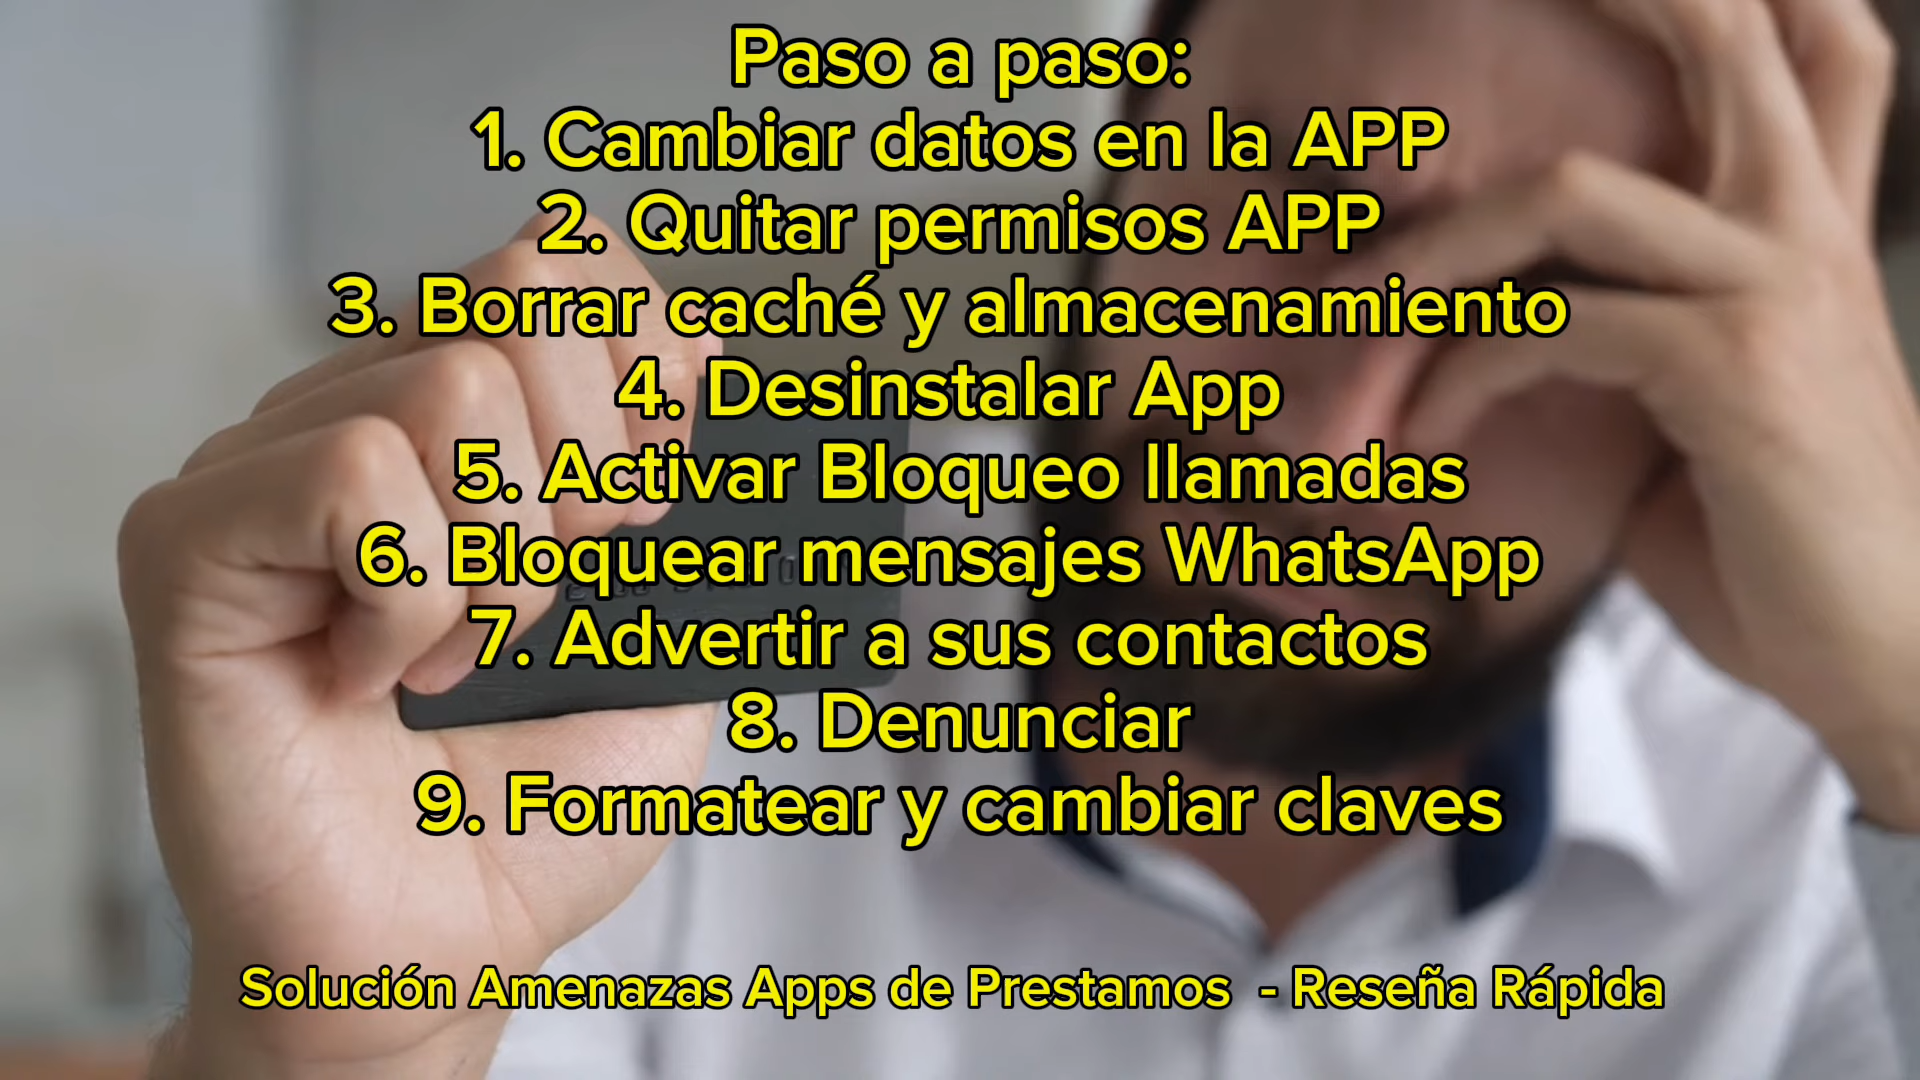 Paso a paso:
1. Cambiar datos en la APP
2. Quitar permisos APP
3. Borrar caché y almacenamiento
4. Desinstalar App
5. Activar Bloqueo llamadas
6. Bloquear mensajes WhatsApp
7. Advertir a sus contactos
8. Denunciar
9. Formatear y cambiar claves
Solución Amenazas Apps de Prestamos - Reseña Rápida